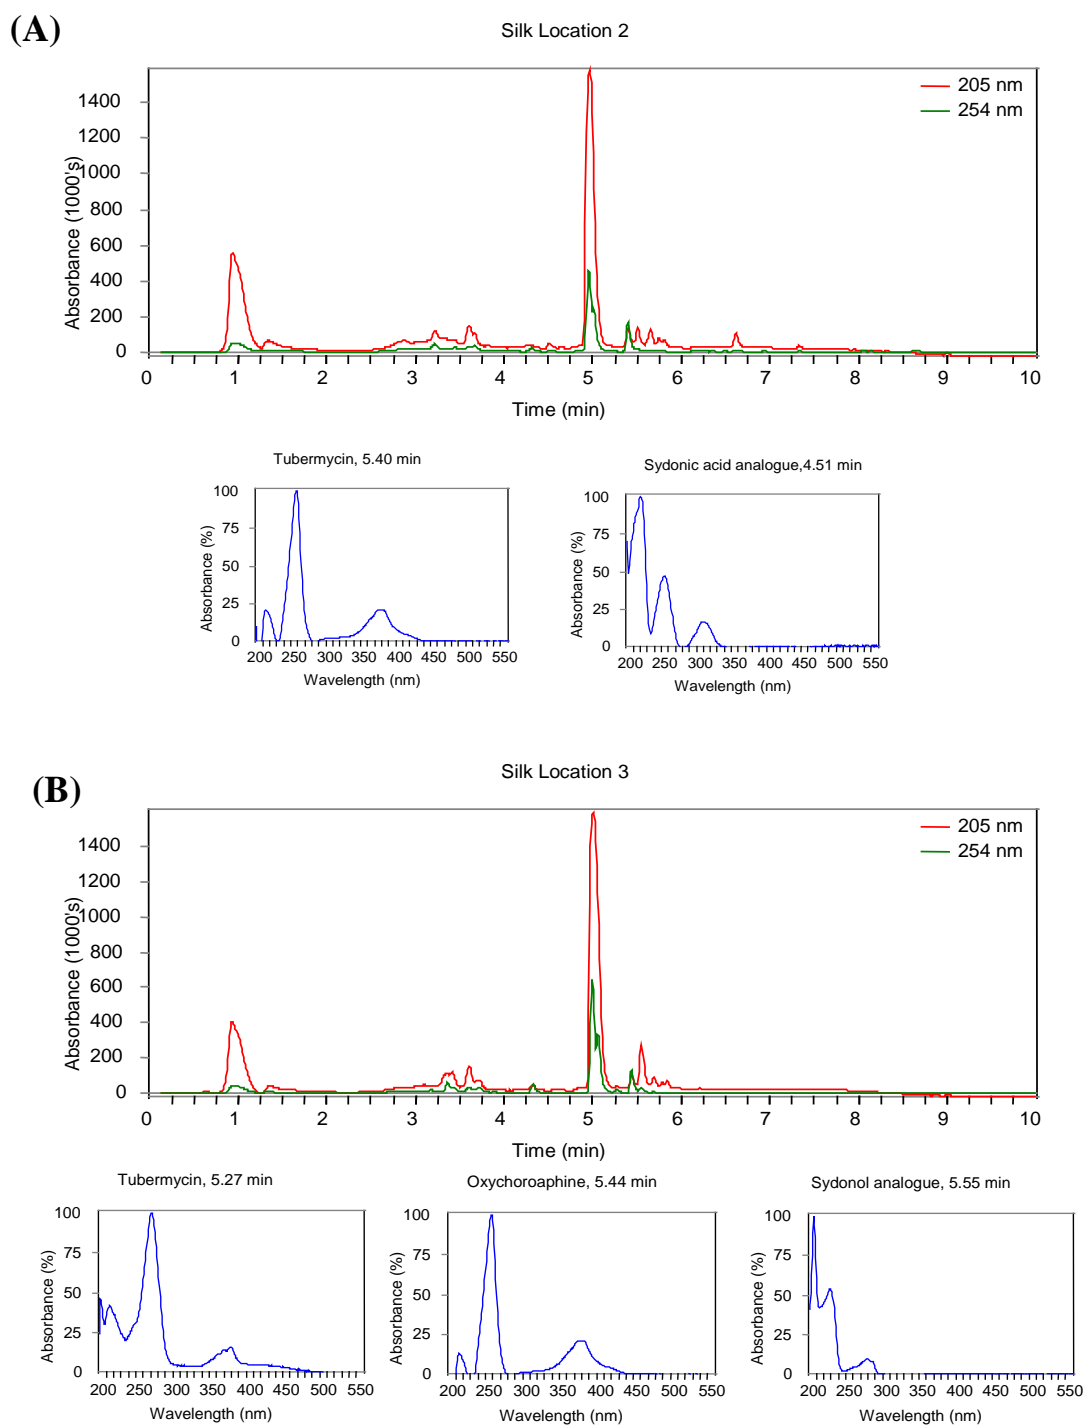 (A)
Silk Location 2
205 nm
254 nm
Absorbance (1000's)
1400
1200
1000
800
600
400
200
0
0 1 2 3 4 5 6 7 8 9 10
Time (min)
Tubermycin, 5.40 min
Absorbance (%)
100
75
50
25
0
200 250 300 350 400 450 500 550
Wavelength (nm)
Sydonic acid analogue,4.51 min
Absorbance (%)
100
75
50
25
0
200 250 300 350 400 450 500 550
Wavelength (nm)
(B)
Silk Location 3
205 nm
254 nm
Absorbance (1000's)
1400
1200
1000
800
600
400
200
0
0 1 2 3 4 5 6 7 8 9 10
Time (min)
Tubermycin, 5.27 min
Absorbance (%)
100
75
50
25
0
200 250 300 350 400 450 500 550
Wavelength (nm)
Oxychoroaphine, 5.44 min
Absorbance (%)
100
75
50
25
0
200 250 300 350 400 450 500 550
Wavelength (nm)
Sydonol analogue, 5.55 min
Absorbance (%)
100
75
50
25
0
200 250 300 350 400 450 500 550
Wavelength (nm)